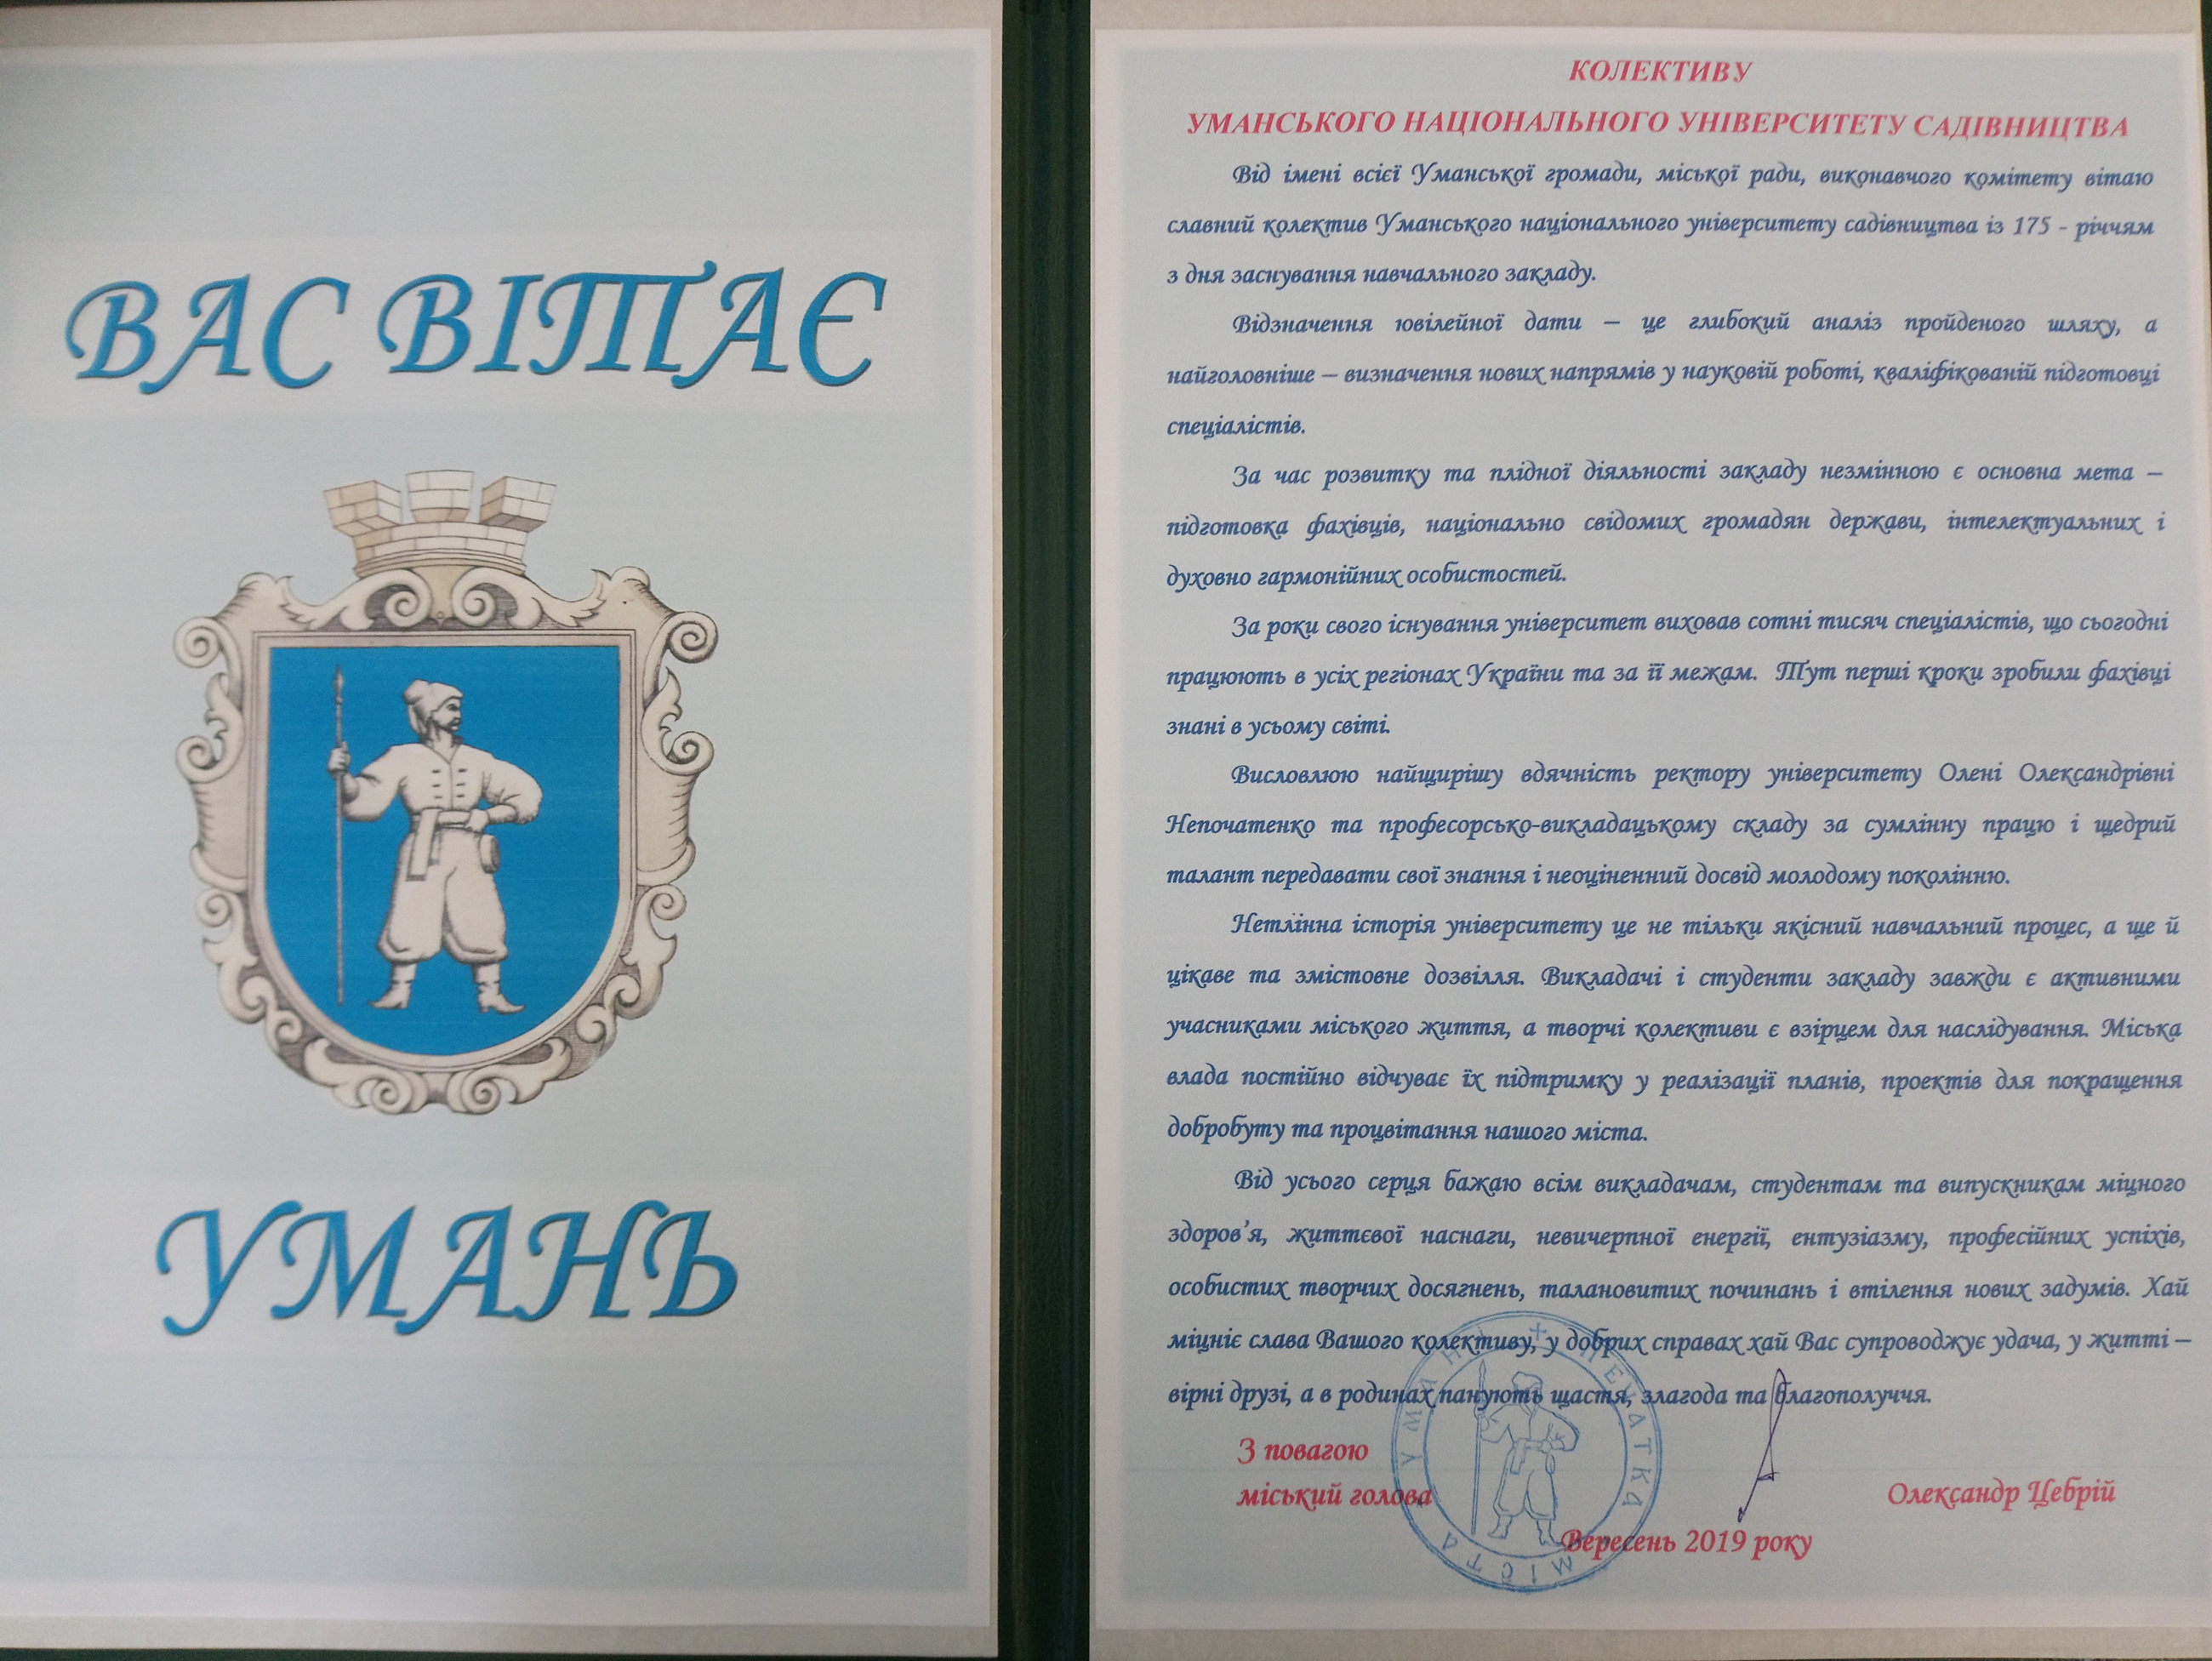 ВАС ВІТАЄ
УМАНЬ
КОЛЕКТИВУ
УМАНСЬКОГО НАЦІОНАЛЬНОГО УНІВЕРСИТЕТУ САДІВНИЦТВА
Від імені всієї Уманської громади, міської ради, виконавчого комітету вітаю
славний колектив Уманського національного університету садівництва із 175 - річчям
з дня заснування навчального закладу.
Відзначення ювілейної дати – це глибокий аналіз пройденого шляху, а
найголовніше – визначення нових напрямів у науковій роботі, кваліфікованій підготовці
спеціалістів.
За час розвитку та плідної діяльності закладу незмінною є основна мета –
підготовка фахівців, національно свідомих громадян держави, інтелектуальних і
духовно гармонійних особистостей.
За роки свого існування університет виховав сотні тисяч спеціалістів, що сьогодні
працюють в усіх регіонах України та за її межам. Тут перші кроки зробили фахівці
знані в усьому світі.
Висловлюю найщирішу вдячність ректору університету Олені Олександрівні
Непочатенко та професорсько-викладацькому складу за сумлінну працю і щедрий
талант передавати свої знання і неоціненний досвід молодому поколінню.
Нетлінна історія університету це не тільки якісний навчальний процес, а ще й
цікаве та змістовне дозвілля. Викладачі і студенти закладу завжди є активними
учасниками міського життя, а творчі колективи є взірцем для наслідування. Міська
влада постійно відчуває їх підтримку у реалізації планів, проектів для покращення
добробуту та процвітання нашого міста.
Від усього серця бажаю всім викладачам, студентам та випускникам міцного
здоров’я, життєвої наснаги, невичерпної енергії, ентузіазму, професійних успіхів,
особистих творчих досягнень, талановитих починань і втілення нових задумів. Хай
міцніє слава Вашого колективу, у добрих справах хай Вас супроводжує удача, у житті –
вірні друзі, а в родинах панують щастя, злагода та благополуччя.
З повагою
міський голова
Олександр Цебрій
Вересень 2019 року
ПЕЧАТКА МІСТА УМАНІ